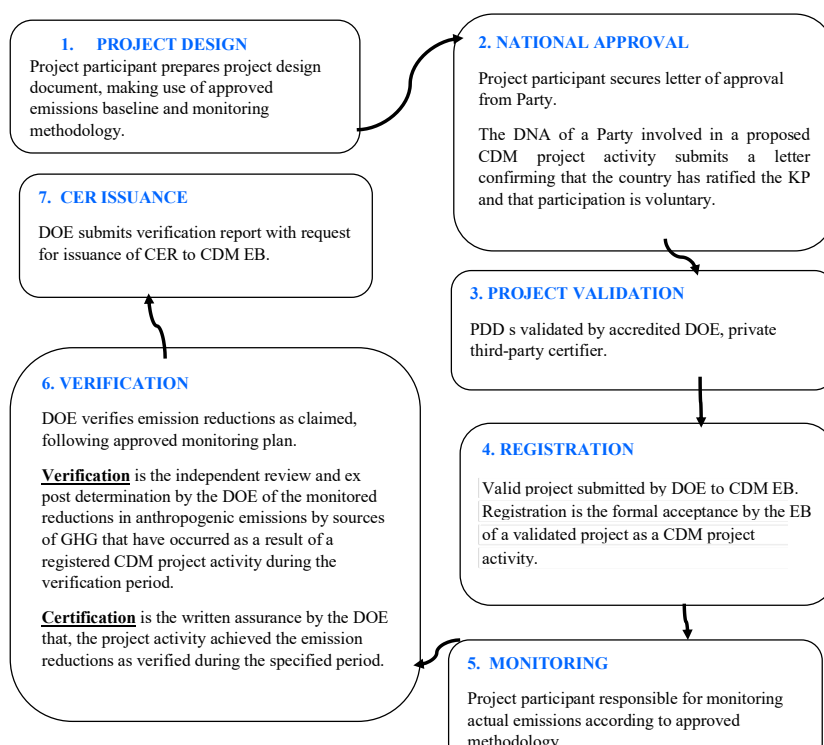 1. PROJECT DESIGN
Project participant prepares project design
document, making use of approved
emissions baseline and monitoring
methodology.
2. NATIONAL APPROVAL
Project participant secures letter of approval
from Party.
The DNA of a Party involved in a proposed
CDM project activity submits a letter
confirming that the country has ratified the KP
and that participation is voluntary.
3. PROJECT VALIDATION
PDD s validated by accredited DOE, private
third-party certifier.
4. REGISTRATION
Valid project submitted by DOE to CDM EB.
Registration is the formal acceptance by the EB
of a validated project as a CDM project
activity.
5. MONITORING
Project participant responsible for monitoring
actual emissions according to approved
methodology
6. VERIFICATION
DOE verifies emission reductions as claimed,
following approved monitoring plan.
Verification is the independent review and ex
post determination by the DOE of the monitored
reductions in anthropogenic emissions by sources
of GHG that have occurred as a result of a
registered CDM project activity during the
verification period.
Certification is the written assurance by the DOE
that, the project activity achieved the emission
reductions as verified during the specified period.
7. CER ISSUANCE
DOE submits verification report with request
for issuance of CER to CDM EB.